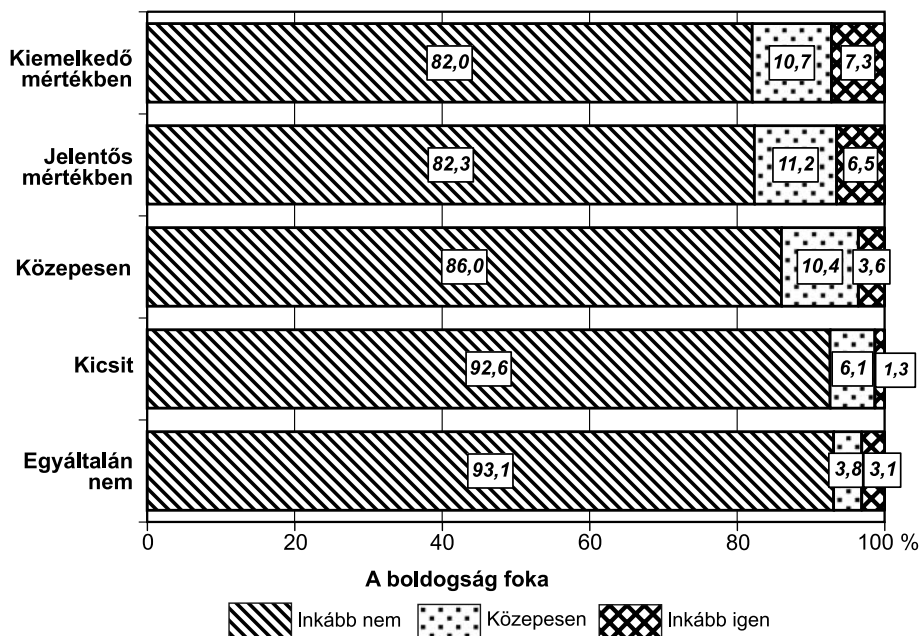 Kiemelkedő
mértékben
82,0
10,7
7,3
Jelentős
mértékben
82,3
11,2
6,5
Közepesen
86,0
10,4
3,6
Kicsit
92,6
6,1
1,3
Egyáltalán
nem
93,1
3,8
3,1
0 20 40 60 80 100 %
A boldogság foka
Inkább nem Közepesen Inkább igen